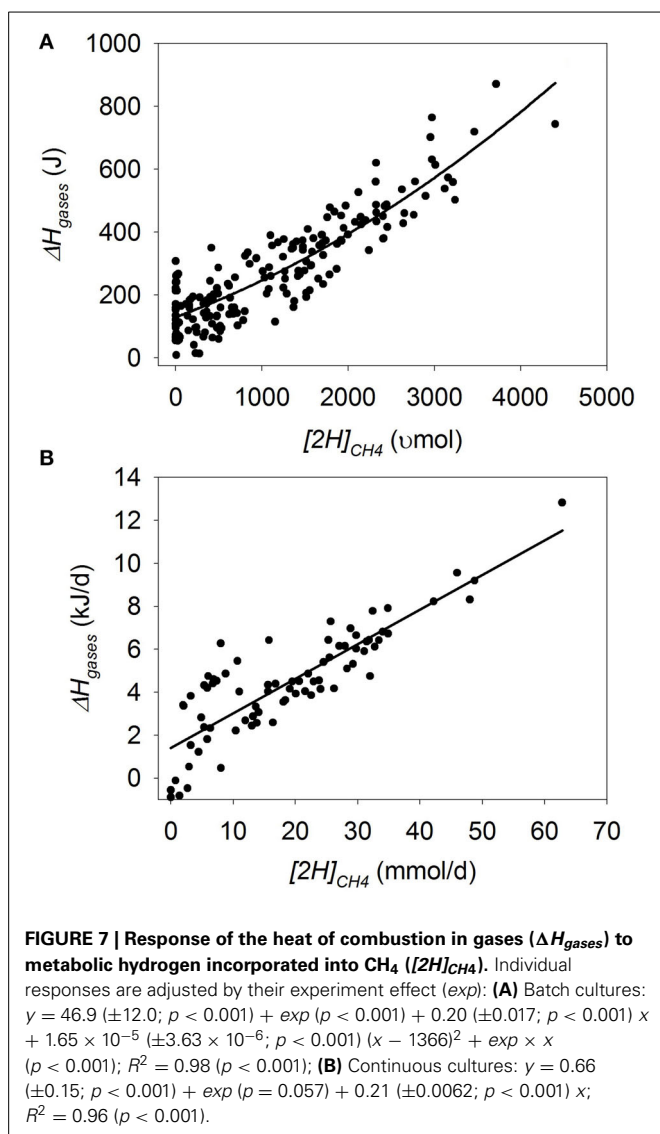 A
1000
800
600
400
200
0
ΔHgases (J)
0 1000 2000 3000 4000 5000
[2H]CH4 (υmol)
B
14
12
10
8
6
4
2
0
ΔHgases (kJ/d)
0 10 20 30 40 50 60 70
[2H]CH4 (mmol/d)
FIGURE 7 | Response of the heat of combustion in gases (ΔHgases) to
metabolic hydrogen incorporated into CH4 ([2H]CH4). Individual
responses are adjusted by their experiment effect (exp): (A) Batch cultures:
y = 46.9 (±12.0; p < 0.001) + exp (p < 0.001) + 0.20 (±0.017; p < 0.001) x
+ 1.65 × 10⁻⁵ (±3.63 × 10⁻⁶; p < 0.001) (x − 1366)² + exp × x
(p < 0.001); R² = 0.98 (p < 0.001); (B) Continuous cultures: y = 0.66
(±0.15; p < 0.001) + exp (p = 0.057) + 0.21 (±0.0062; p < 0.001) x;
R² = 0.96 (p < 0.001).